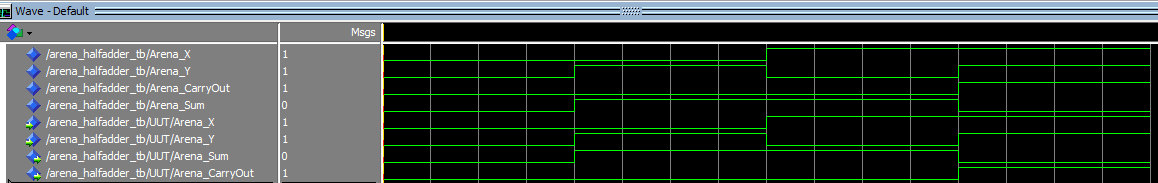 Wave - Default
Msgs
/arena_halfadder_tb/Arena_X 1
/arena_halfadder_tb/Arena_Y 1
/arena_halfadder_tb/Arena_CarryOut 1
/arena_halfadder_tb/Arena_Sum 0
/arena_halfadder_tb/UUT/Arena_X 1
/arena_halfadder_tb/UUT/Arena_Y 1
/arena_halfadder_tb/UUT/Arena_Sum 0
/arena_halfadder_tb/UUT/Arena_CarryOut 1